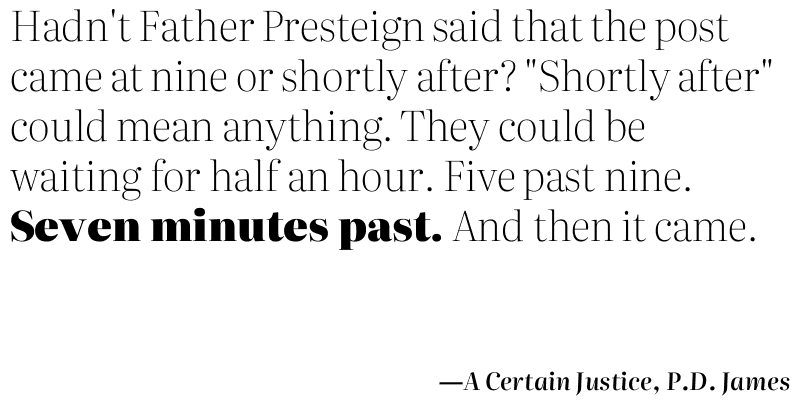 Hadn't Father Presteign said that the post
came at nine or shortly after? "Shortly after"
could mean anything. They could be
waiting for half an hour. Five past nine.
Seven minutes past. And then it came.
—A Certain Justice, P.D. James